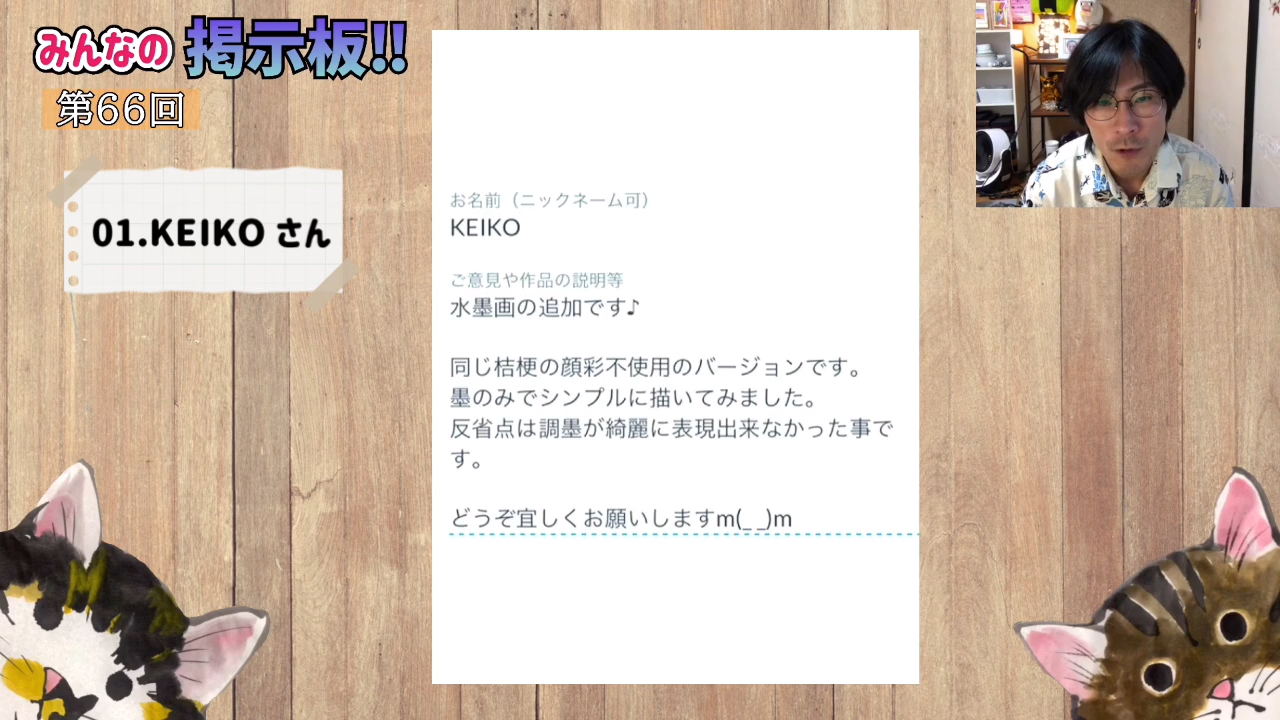 みんなの 掲示板!!
第66回
01.KEIKO さん
お名前（ニックネーム可）
KEIKO
ご意見や作品の説明等
水墨画の追加です♪
同じ桔梗の顔彩不使用のバージョンです。
墨のみでシンプルに描いてみました。
反省点は調墨が綺麗に表現出来なかった事で
す。
どうぞ宜しくお願いしますm(_ _)m